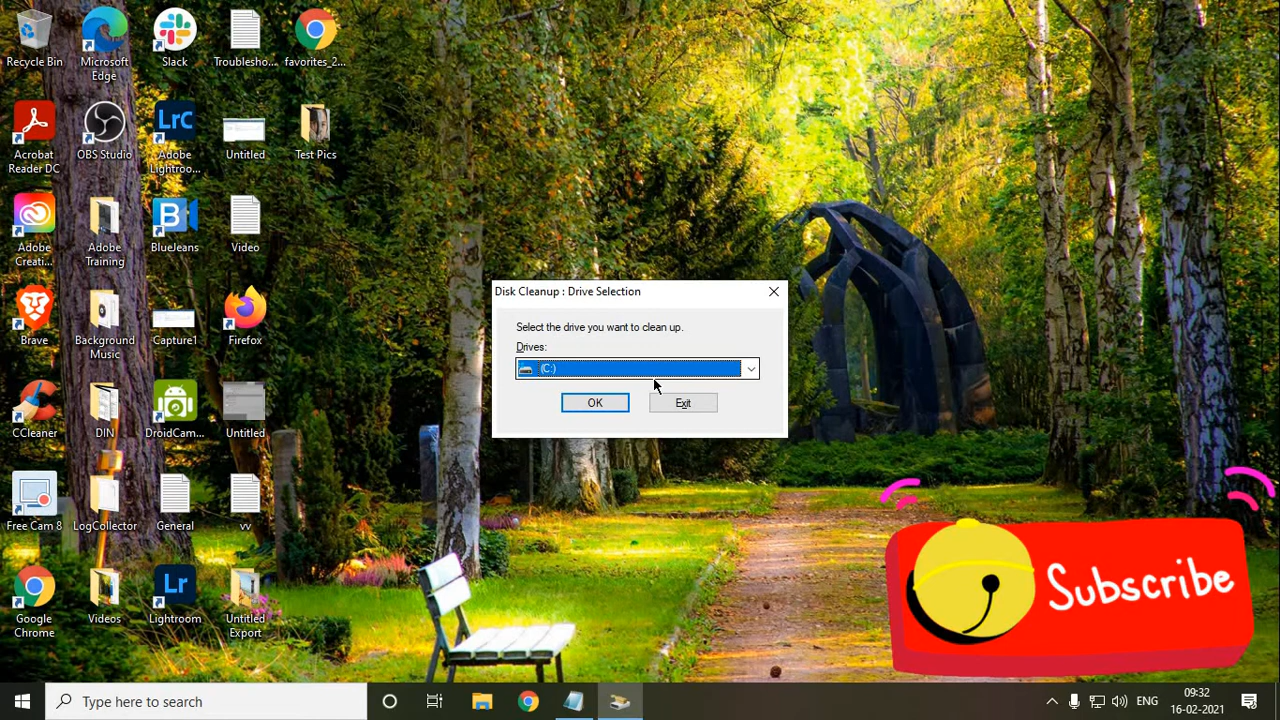 Recycle Bin
Microsoft
Edge
Slack
Troublesho...
favorites_2...
Acrobat
Reader DC
OBS Studio
LrC
Adobe
Lightroo...
Untitled
Test Pics
Adobe
Creati...
Adobe
Training
BlueJeans
Video
Brave
Background
Music
Capture1
Firefox
CCleaner
DIN
DroidCam...
Untitled
Free Cam 8
LogCollector
General
vv
Google
Chrome
Videos
Lr
Lightroom
Untitled
Export
Disk Cleanup : Drive Selection
Select the drive you want to clean up.
Drives:
(C:)
OK
Exit
Subscribe
Type here to search
ENG
09:32
16-02-2021